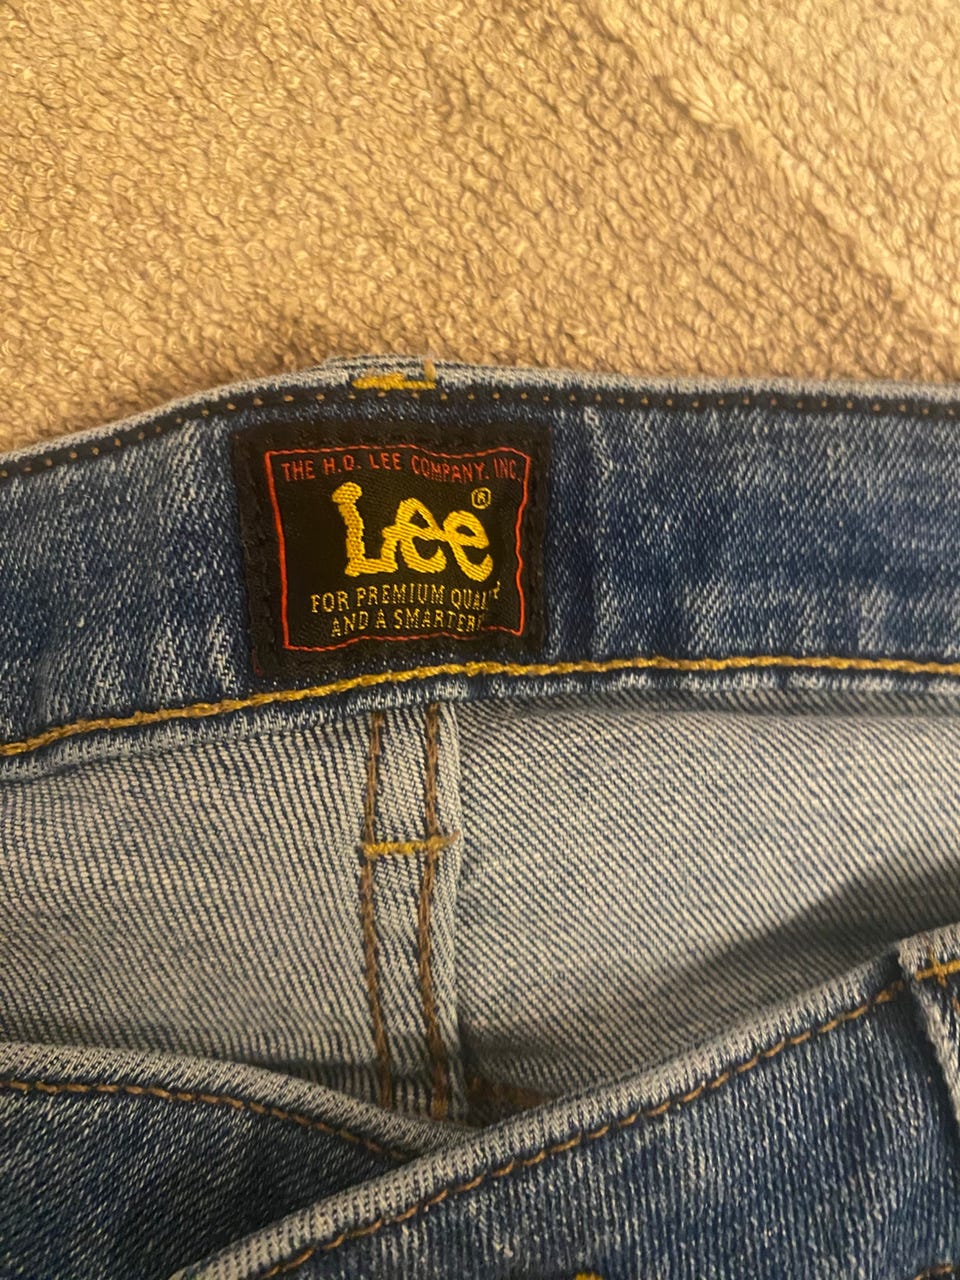 THE H.D. LEE COMPANY, INC.
Lee®
FOR PREMIUM
AND A